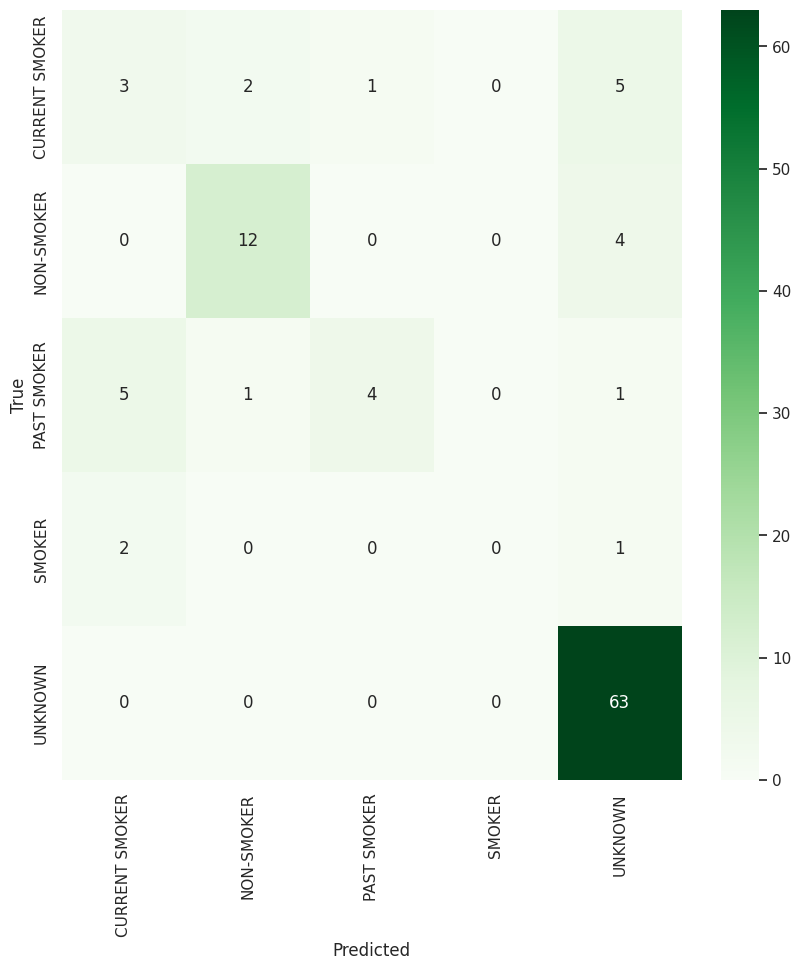 True
CURRENT SMOKER
3 2 1 0 5
NON-SMOKER
0 12 0 0 4
PAST SMOKER
5 1 4 0 1
SMOKER
2 0 0 0 1
UNKNOWN
0 0 0 0 63
CURRENT SMOKER
NON-SMOKER
PAST SMOKER
SMOKER
UNKNOWN
Predicted
60
50
40
30
20
10
0